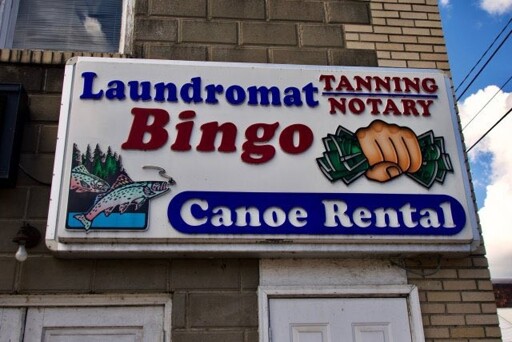 Laundromat
TANNING
NOTARY
Bingo
Canoe Rental